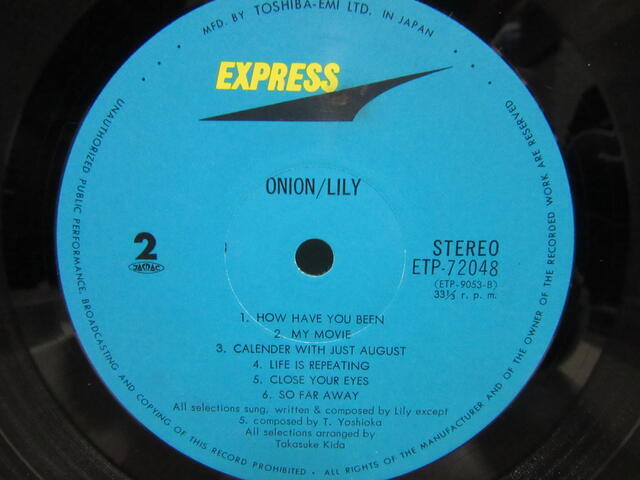 MFD. BY TOSHIBA-EMI LTD. IN JAPAN
EXPRESS
ONION/LILY
2
JASRAC
STEREO
ETP-72048
(ETP-9053-B)
33⅓ r. p. m.
1. HOW HAVE YOU BEEN
2. MY MOVIE
3. CALENDER WITH JUST AUGUST
4. LIFE IS REPEATING
5. CLOSE YOUR EYES
6. SO FAR AWAY
All selections sung, written & composed by Lily except
5. composed by T. Yoshioka
All selections arranged by
Takasuke Kida
UNAUTHORIZED PUBLIC PERFORMANCE, BROADCASTING AND COPYING OF THIS RECORD PROHIBITED • ALL RIGHTS OF THE MANUFACTURER AND OF THE OWNER OF THE RECORDED WORK ARE RESERVED